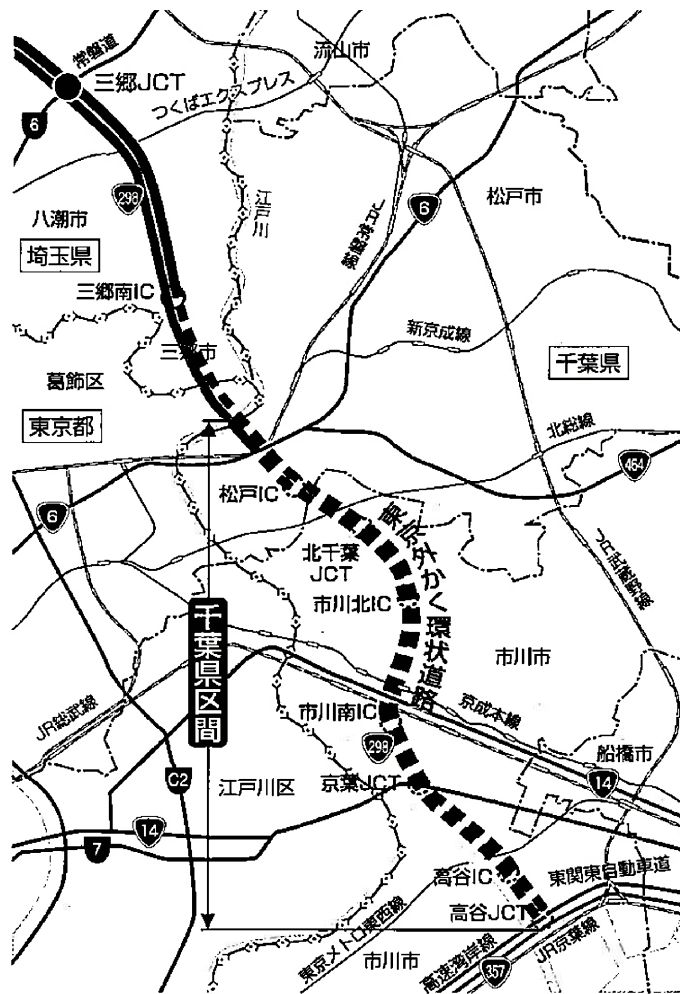 常磐道
流山市
三郷JCT
つくばエクスプレス
6
298
江戸川
JR常磐線
6
松戸市
八潮市
埼玉県
三郷南IC
新京成線
三郷市
千葉県
葛飾区
東京都
北総線
464
松戸IC
6
東京外かく環状道路
北千葉
JCT
市川北IC
JR武蔵野線
千葉県区間
市川市
JR総武線
市川南IC
京成本線
298
船橋市
C2
江戸川区
京葉JCT
14
14
7
高谷IC
東関東自動車道
高谷JCT
東京メトロ東西線
市川市
高速湾岸線
357
JR京葉線